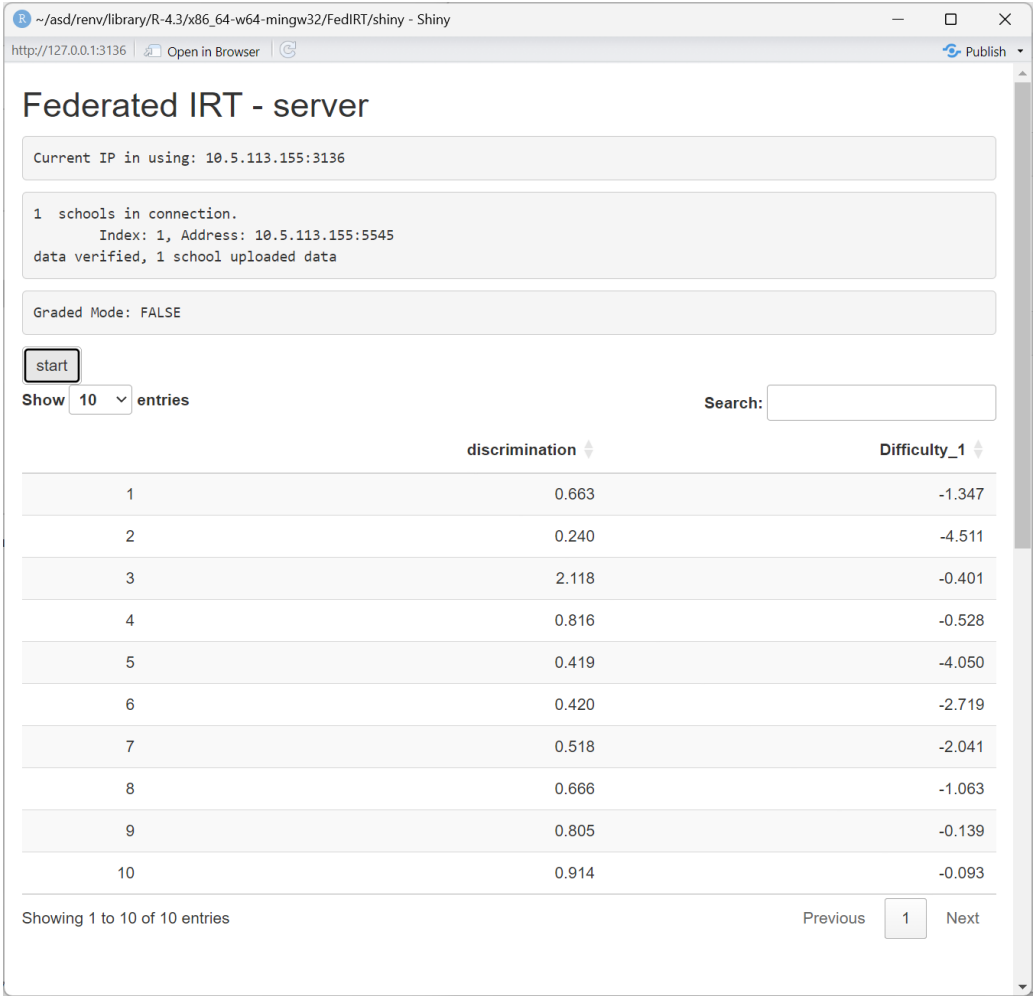 R ~/asd/renv/library/R-4.3/x86_64-w64-mingw32/FedIRT/shiny - Shiny
http://127.0.0.1:3136 Open in Browser Publish
Federated IRT - server
Current IP in using: 10.5.113.155:3136
1  schools in connection.
Index: 1, Address: 10.5.113.155:5545
data verified, 1 school uploaded data
Graded Mode: FALSE
start
Show 10 entries Search:
discrimination Difficulty_1
1 0.663 -1.347
2 0.240 -4.511
3 2.118 -0.401
4 0.816 -0.528
5 0.419 -4.050
6 0.420 -2.719
7 0.518 -2.041
8 0.666 -1.063
9 0.805 -0.139
10 0.914 -0.093
Showing 1 to 10 of 10 entries Previous 1 Next